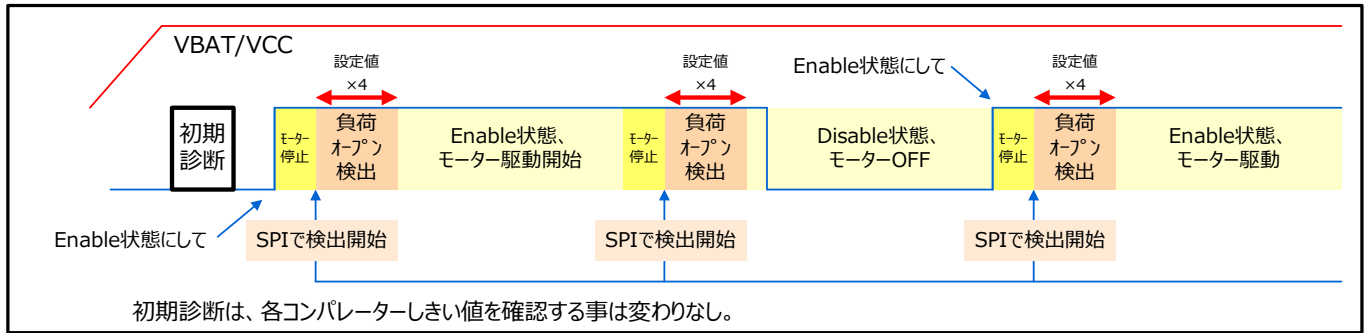 VBAT/VCC
設定値
×4
設定値
×4
Enable状態にして
設定値
×4
初期
診断
ﾓｰﾀｰ
停止
負荷
ｵｰﾌﾟﾝ
検出
Enable状態、
モーター駆動開始
ﾓｰﾀｰ
停止
負荷
ｵｰﾌﾟﾝ
検出
Disable状態、
モーターOFF
ﾓｰﾀｰ
停止
負荷
ｵｰﾌﾟﾝ
検出
Enable状態、
モーター駆動
Enable状態にして
SPIで検出開始
SPIで検出開始
SPIで検出開始
初期診断は、各コンパレーターしきい値を確認する事は変わりなし。